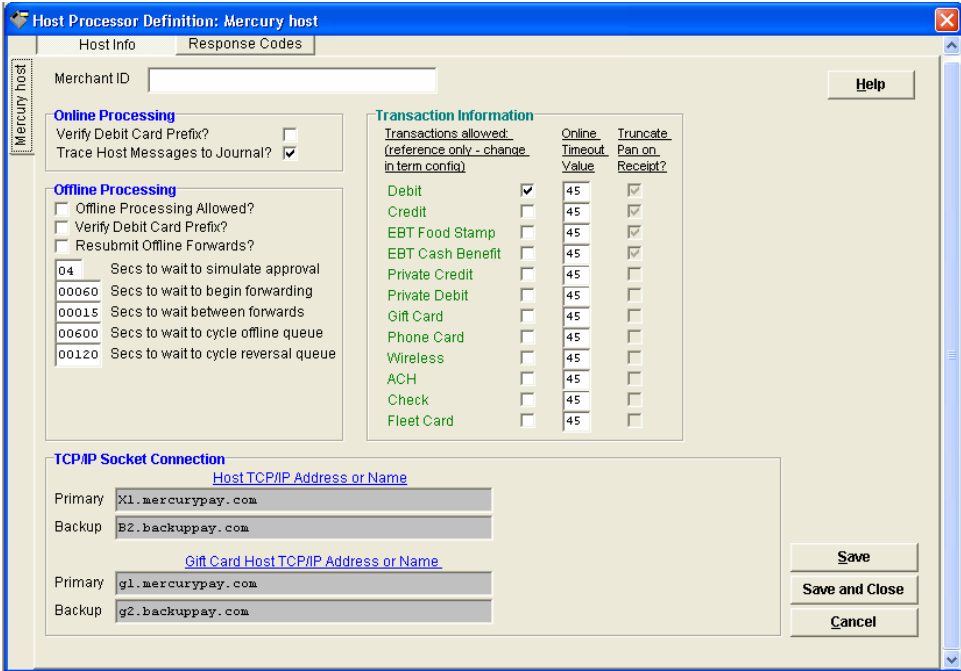 Host Processor Definition: Mercury host
Host Info
Response Codes
Mercury host
Merchant ID
Help
Online Processing
Verify Debit Card Prefix?
Trace Host Messages to Journal?
Offline Processing
Offline Processing Allowed?
Verify Debit Card Prefix?
Resubmit Offline Forwards?
04 Secs to wait to simulate approval
00060 Secs to wait to begin forwarding
00015 Secs to wait between forwards
00600 Secs to wait to cycle offline queue
00120 Secs to wait to cycle reversal queue
Transaction Information
Transactions allowed: Online Truncate
(reference only - change Timeout Pan on
in term config) Value Receipt?
Debit 45
Credit 45
EBT Food Stamp 45
EBT Cash Benefit 45
Private Credit 45
Private Debit 45
Gift Card 45
Phone Card 45
Wireless 45
ACH 45
Check 45
Fleet Card 45
TCP/IP Socket Connection
Host TCP/IP Address or Name
Primary X1.mercurypay.com
Backup B2.backuppay.com
Gift Card Host TCP/IP Address or Name
Primary g1.mercurypay.com
Backup g2.backuppay.com
Save
Save and Close
Cancel